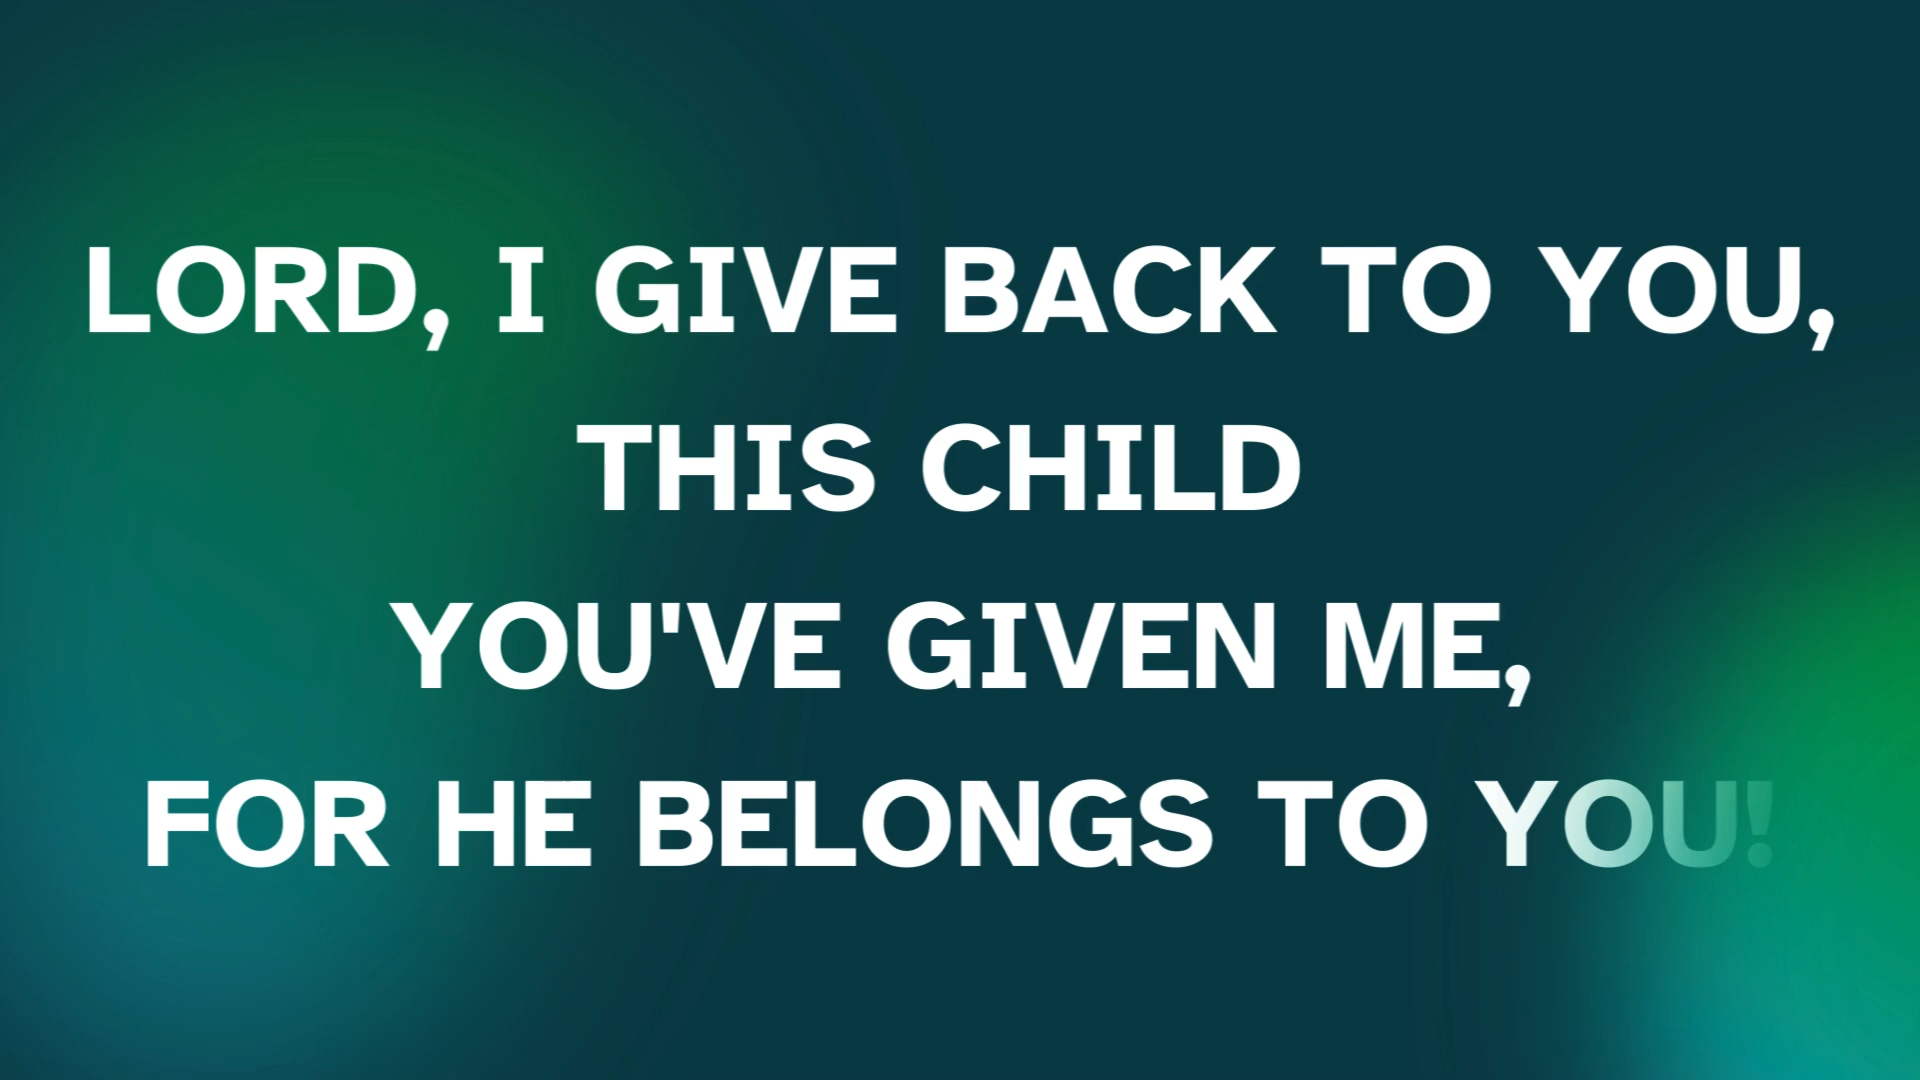 LORD, I GIVE BACK TO YOU,
THIS CHILD
YOU'VE GIVEN ME,
FOR HE BELONGS TO YOU!